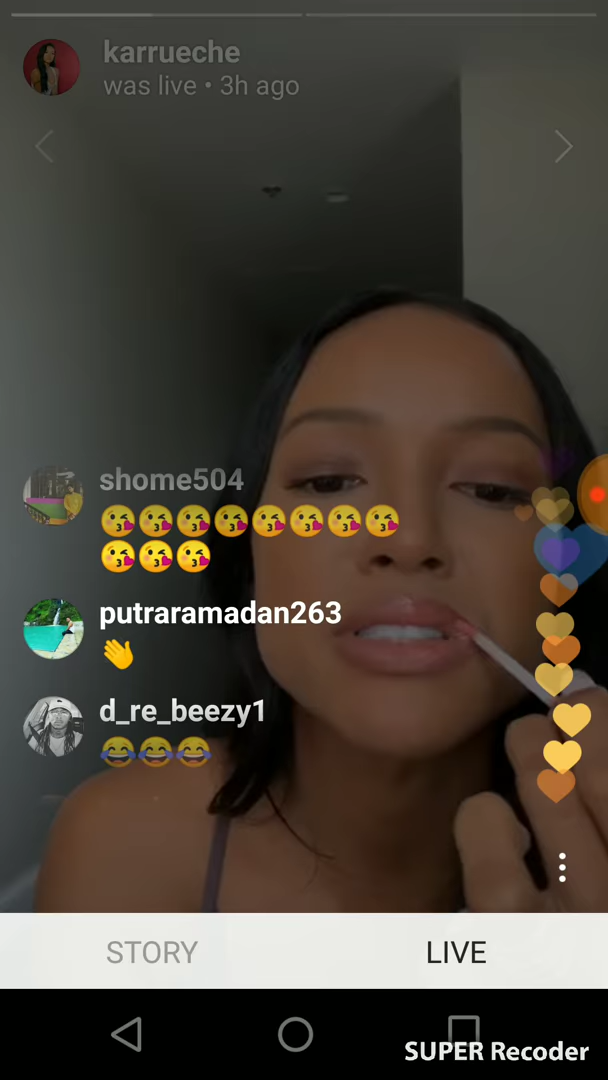 karrueche
was live • 3h ago
shome504
😘😘😘😘😘😘😘😘
😘😘😘
putraramadan263
👋
d_re_beezy1
😂😂😂
STORY LIVE
SUPER Recoder